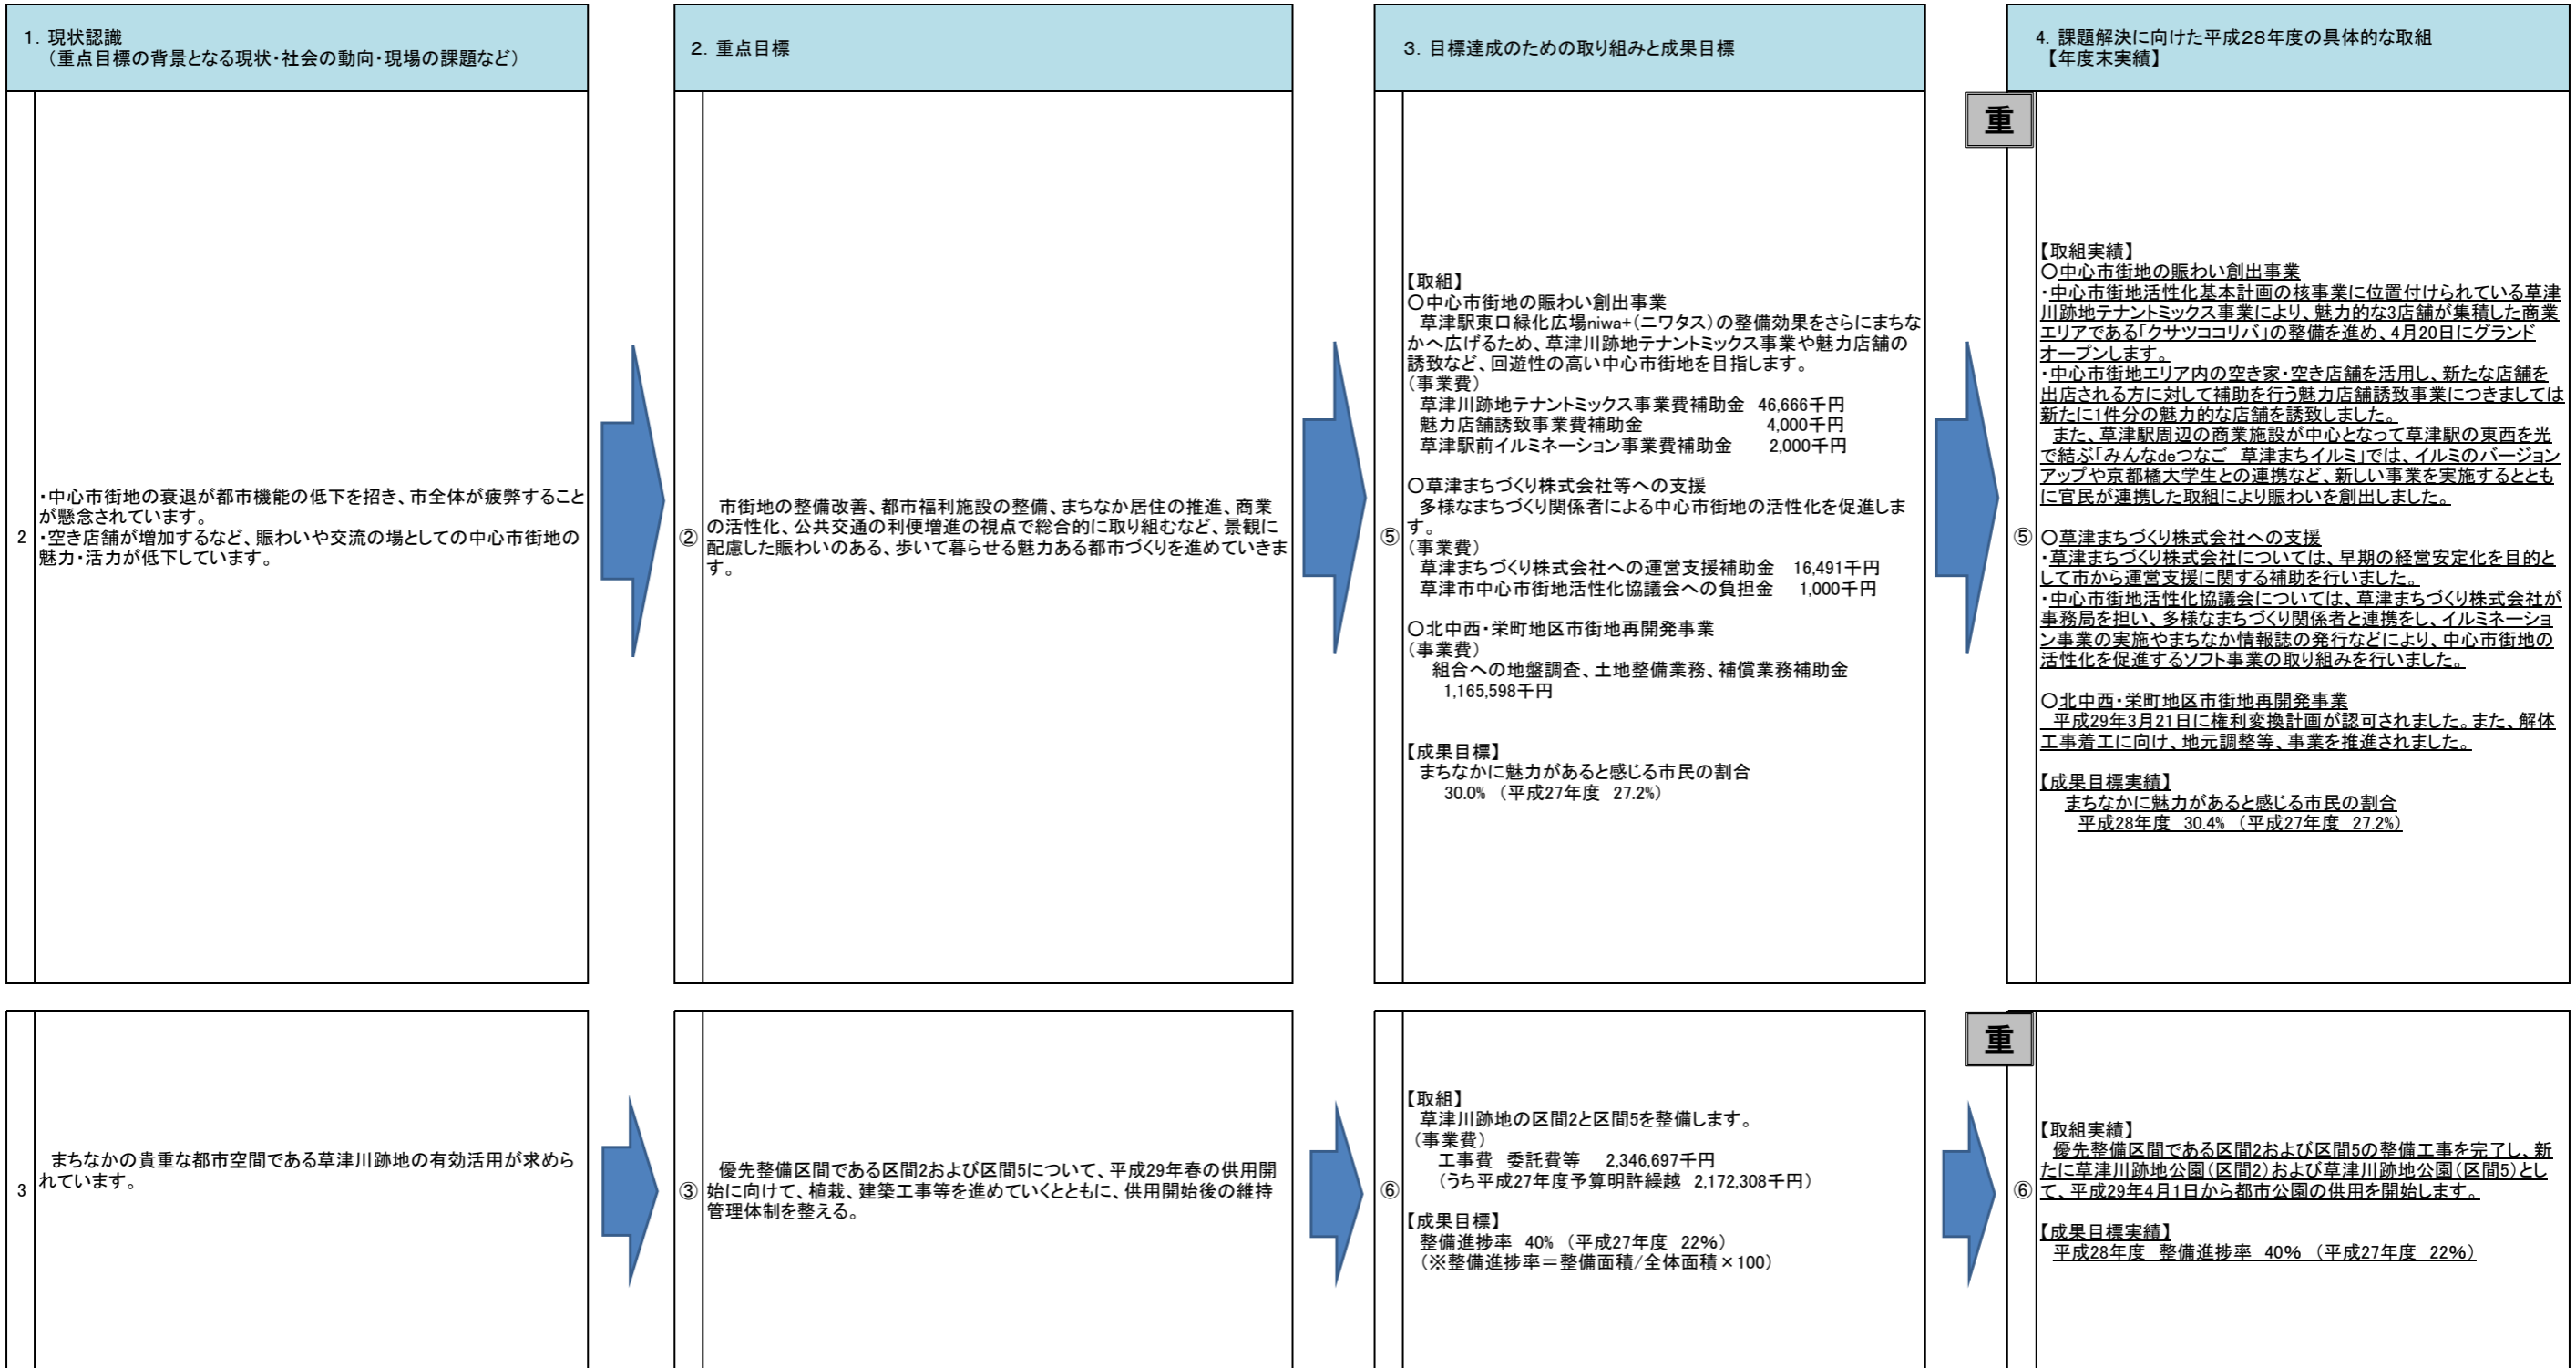 1．現状認識
（重点目標の背景となる現状・社会の動向・現場の課題など）
2．重点目標
3．目標達成のための取り組みと成果目標
4．課題解決に向けた平成28年度の具体的な取組
【年度末実績】
2
・中心市街地の衰退が都市機能の低下を招き、市全体が疲弊すること
が懸念されています。
・空き店舗が増加するなど、賑わいや交流の場としての中心市街地の
魅力・活力が低下しています。
②
市街地の整備改善、都市福利施設の整備、まちなか居住の推進、商業
の活性化、公共交通の利便増進の視点で総合的に取り組むなど、景観に
配慮した賑わいのある、歩いて暮らせる魅力ある都市づくりを進めていきま
す。
⑤
【取組】
○中心市街地の賑わい創出事業
草津駅東口緑化広場niwa+（ニワタス）の整備効果をさらにまちな
かへ広げるため、草津川跡地テナントミックス事業や魅力店舗の
誘致など、回遊性の高い中心市街地を目指します。
（事業費）
草津川跡地テナントミックス事業費補助金 46,666千円
魅力店舗誘致事業費補助金 4,000千円
草津駅前イルミネーション事業費補助金 2,000千円
○草津まちづくり株式会社等への支援
多様なまちづくり関係者による中心市街地の活性化を促進しま
す。
（事業費）
草津まちづくり株式会社への運営支援補助金 16,491千円
草津市中心市街地活性化協議会への負担金 1,000千円
○北中西・栄町地区市街地再開発事業
（事業費）
組合への地盤調査、土地整備業務、補償業務補助金
1,165,598千円
【成果目標】
まちなかに魅力があると感じる市民の割合
30.0% （平成27年度 27.2%）
重
⑤
【取組実績】
○中心市街地の賑わい創出事業
・中心市街地活性化基本計画の核事業に位置付けられている草津
川跡地テナントミックス事業により、魅力的な3店舗が集積した商業
エリアである「クサツココリバ」の整備を進め、4月20日にグランド
オープンします。
・中心市街地エリア内の空き家・空き店舗を活用し、新たな店舗を
出店される方に対して補助を行う魅力店舗誘致事業につきましては
新たに1件分の魅力的な店舗を誘致しました。
また、草津駅周辺の商業施設が中心となって草津駅の東西を光
で結ぶ「みんなdeつなご 草津まちイルミ」では、イルミのバージョン
アップや京都橘大学生との連携など、新しい事業を実施するととも
に官民が連携した取組により賑わいを創出しました。
○草津まちづくり株式会社への支援
・草津まちづくり株式会社については、早期の経営安定化を目的と
して市から運営支援に関する補助を行いました。
・中心市街地活性化協議会については、草津まちづくり株式会社が
事務局を担い、多様なまちづくり関係者と連携をし、イルミネーショ
ン事業の実施やまちなか情報誌の発行などにより、中心市街地の
活性化を促進するソフト事業の取り組みを行いました。
○北中西・栄町地区市街地再開発事業
平成29年3月21日に権利変換計画が認可されました。また、解体
工事着工に向け、地元調整等、事業を推進されました。
【成果目標実績】
まちなかに魅力があると感じる市民の割合
平成28年度 30.4% （平成27年度 27.2%）
3
まちなかの貴重な都市空間である草津川跡地の有効活用が求めら
れています。
③
優先整備区間である区間2および区間5について、平成29年春の供用開
始に向けて、植栽、建築工事等を進めていくとともに、供用開始後の維持
管理体制を整える。
⑥
【取組】
草津川跡地の区間2と区間5を整備します。
（事業費）
工事費 委託費等 2,346,697千円
（うち平成27年度予算明許繰越 2,172,308千円）
【成果目標】
整備進捗率 40% （平成27年度 22%）
（※整備進捗率＝整備面積/全体面積×100）
重
⑥
【取組実績】
優先整備区間である区間2および区間5の整備工事を完了し、新
たに草津川跡地公園（区間2）および草津川跡地公園（区間5）とし
て、平成29年4月1日から都市公園の供用を開始します。
【成果目標実績】
平成28年度 整備進捗率 40% （平成27年度 22%）